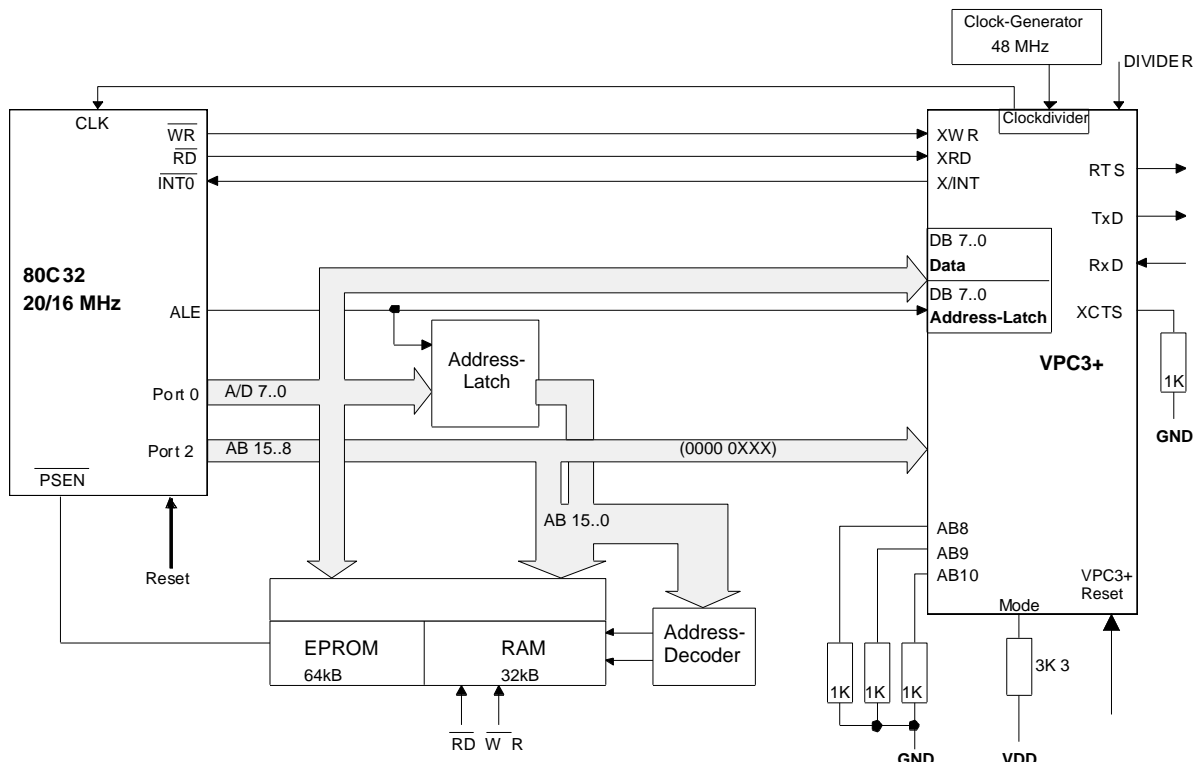 Clock-Generator
48 MHz
DIVIDER
CLK
Clockdivider
WR
XWR
RD
XRD
INT0
X/INT
RTS
TxD
DB 7..0
Data
RxD
80C32
20/16 MHz
DB 7..0
Address-Latch
ALE
XCTS
Address-
Latch
VPC3+
1K
Port 0
A/D 7..0
GND
Port 2
AB 15..8
(0000 0XXX)
PSEN
AB 15..0
AB8
AB9
AB10
Reset
VPC3+
Reset
Mode
EPROM
64kB
RAM
32kB
Address-
Decoder
1K
1K
1K
3K3
RD
W R
GND
VDD